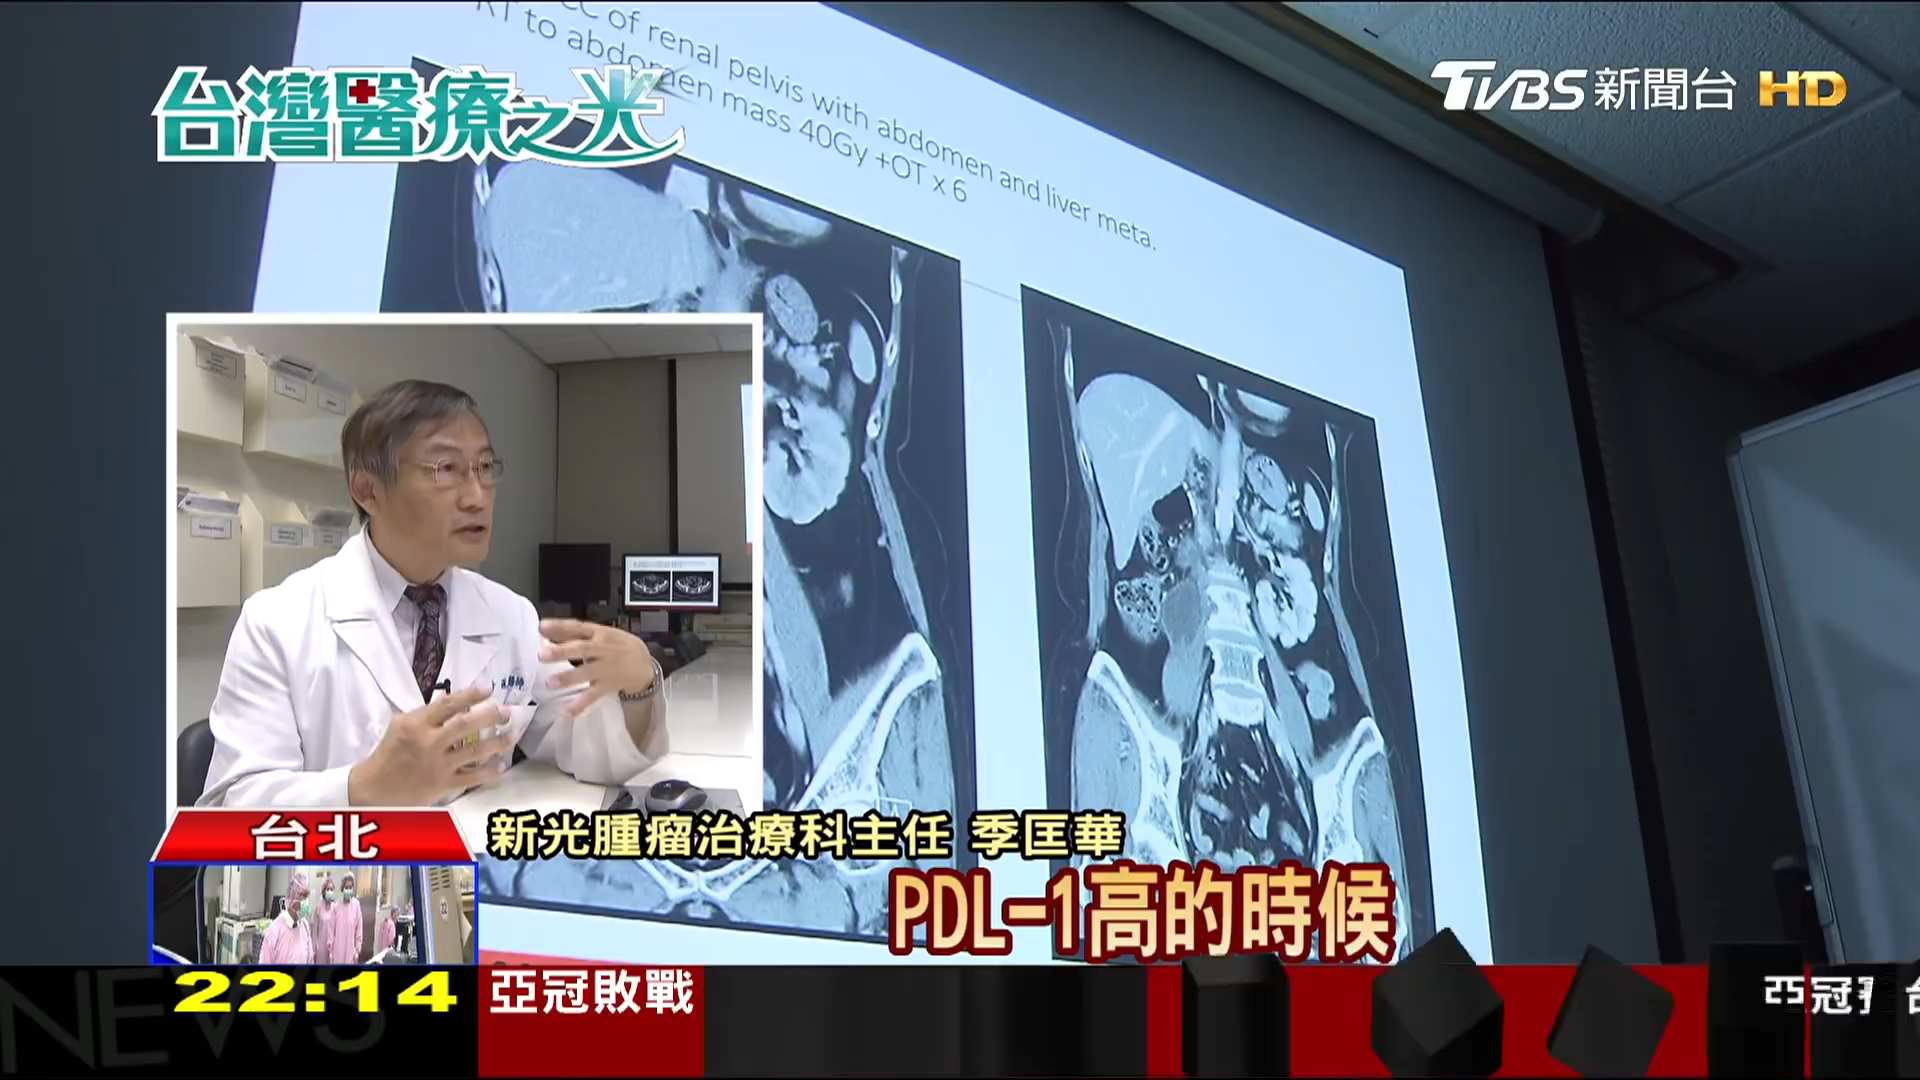 of renal pelvis with abdomen and liver meta.
RT to abdomen mass 40Gy +OT x 6
台灣醫療之光
TVBS新聞台 HD
台北
新光腫瘤治療科主任 季匡華
PDL-1高的時候
NEWS
22:14
亞冠敗戰